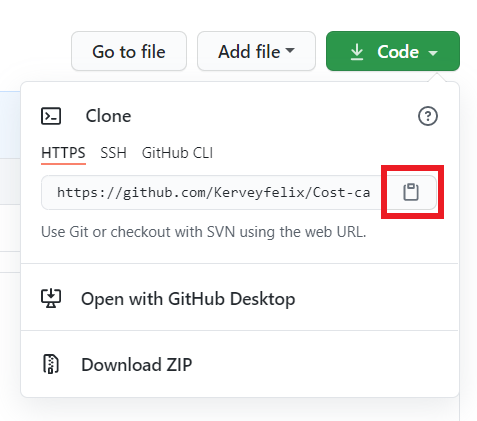 Go to file Add file Code
Clone
HTTPS SSH GitHub CLI
https://github.com/Kerveyfelix/Cost-ca
Use Git or checkout with SVN using the web URL.
Open with GitHub Desktop
Download ZIP